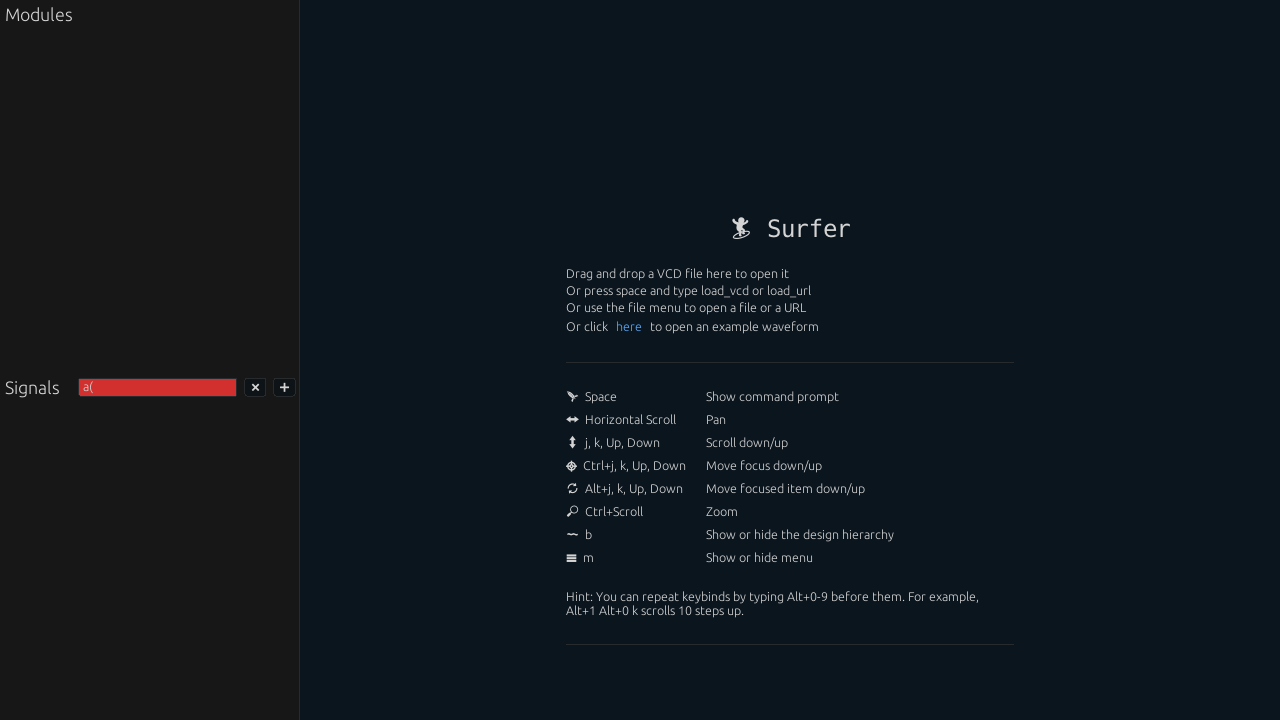 Modules
Surfer
Drag and drop a VCD file here to open it
Or press space and type load_vcd or load_url
Or use the file menu to open a file or a URL
Or click here to open an example waveform
Signals a(
Space Show command prompt
Horizontal Scroll Pan
j, k, Up, Down Scroll down/up
Ctrl+j, k, Up, Down Move focus down/up
Alt+j, k, Up, Down Move focused item down/up
Ctrl+Scroll Zoom
b Show or hide the design hierarchy
m Show or hide menu
Hint: You can repeat keybinds by typing Alt+0-9 before them. For example,
Alt+1 Alt+0 k scrolls 10 steps up.